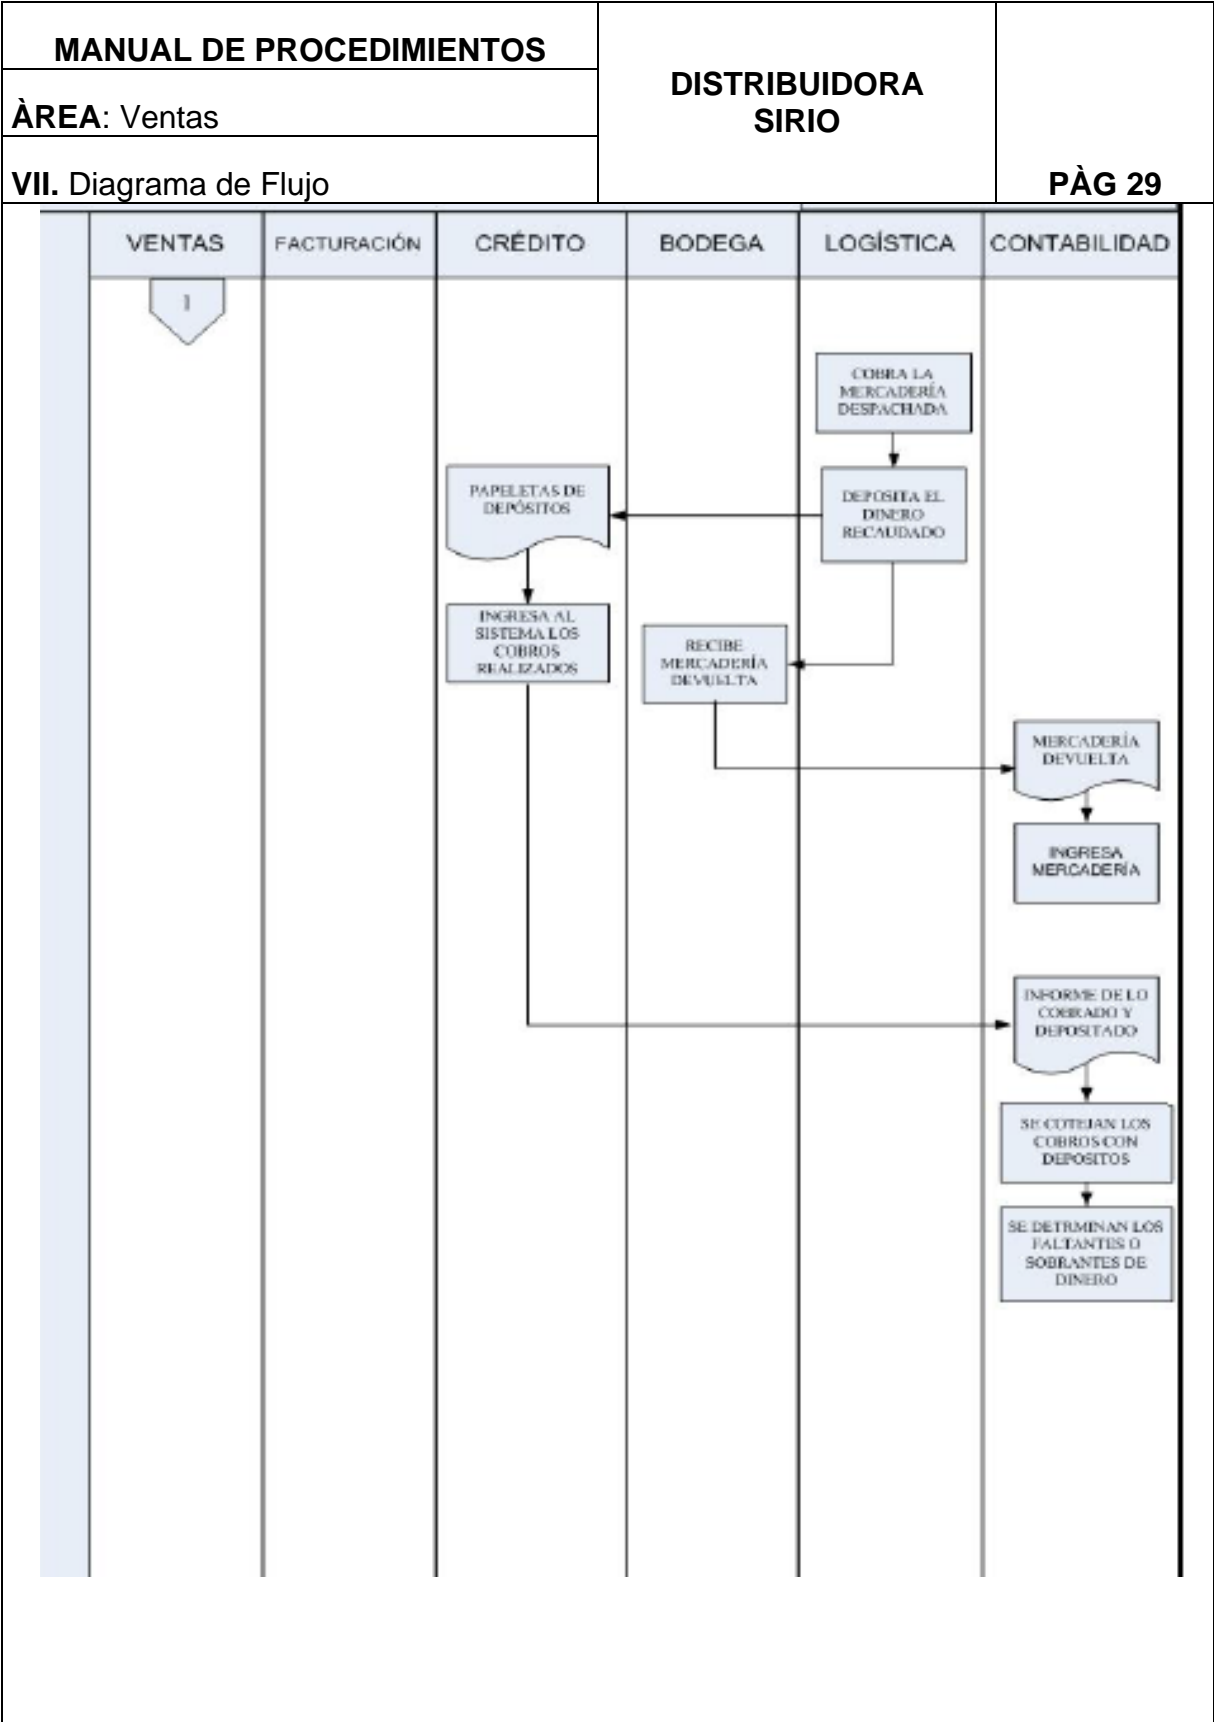 MANUAL DE PROCEDIMIENTOS
ÀREA: Ventas
VII. Diagrama de Flujo
DISTRIBUIDORA
SIRIO
PÀG 29
VENTAS
FACTURACIÓN
CRÉDITO
BODEGA
LOGÍSTICA
CONTABILIDAD
1
COBRA LA
MERCADERÍA
DESPACHADA
PAPELETAS DE
DEPÓSITOS
DEPOSITA EL
DINERO
RECAUDADO
INGRESA AL
SISTEMA LOS
COBROS
REALIZADOS
RECIBE
MERCADERÍA
DEVUELTA
MERCADERÍA
DEVUELTA
INGRESA
MERCADERÍA
INFORME DE LO
COBRADO Y
DEPOSITADO
SE COTEJAN LOS
COBROS CON
DEPOSITOS
SE DETRMINAN LOS
FALTANTES O
SOBRANTES DE
DINERO